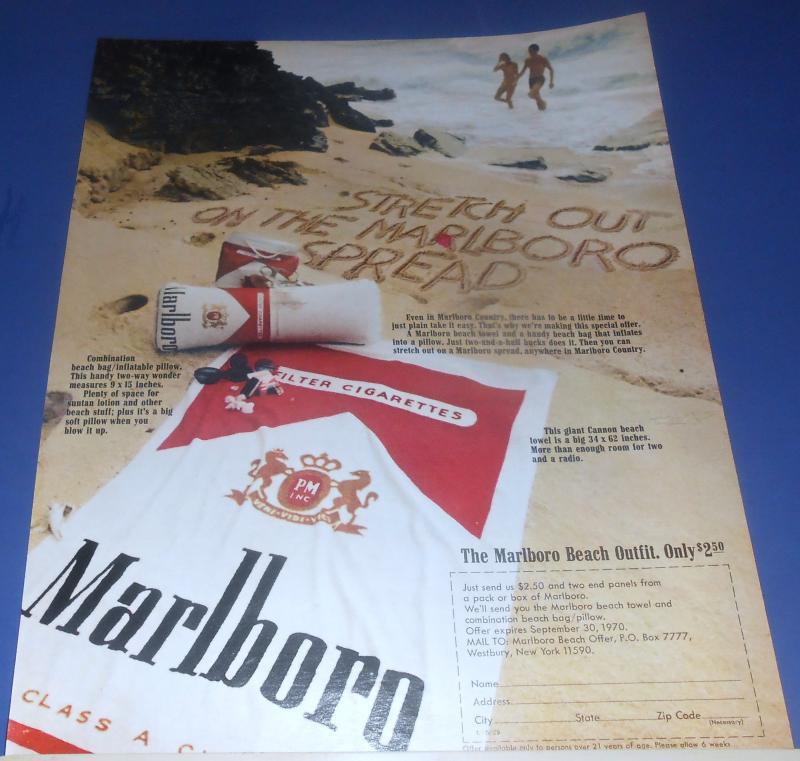 STRETCH OUT
ON THE MARLBORO
SPREAD
Marlboro
Even in Marlboro Country, there has to be a little time to
just plain take it easy. That's why we're making this special offer.
A Marlboro beach towel and a handy beach bag that inflates
into a pillow. Just two-and-a-half bucks does it. Then you can
stretch out on a Marlboro spread, anywhere in Marlboro Country.
Combination
beach bag/inflatable pillow.
This handy two-way wonder
measures 9 x 15 inches.
Plenty of space for
suntan lotion and other
beach stuff; plus it's a big
soft pillow when you
blow it up.
FILTER CIGARETTES
This giant Cannon beach
towel is a big 34 x 62 inches.
More than enough room for two
and a radio.
PM
INC
VENI·VIDI·VICI
Marlboro
CLASS A
The Marlboro Beach Outfit. Only $2.50
Just send us $2.50 and two end panels from
a pack or box of Marlboro.
We'll send you the Marlboro beach towel and
combination beach bag/pillow.
Offer expires September 30, 1970.
MAIL TO: Marlboro Beach Offer, P.O. Box 7777,
Westbury, New York 11590.
Name
Address
City State Zip Code (Necessary)
Offer available only to persons over 21 years of age. Please allow 6 weeks